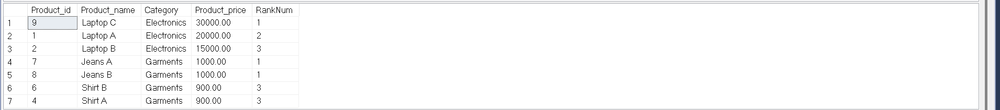 Product_id Product_name Category Product_price RankNum
1 9 Laptop C Electronics 30000.00 1
2 1 Laptop A Electronics 20000.00 2
3 2 Laptop B Electronics 15000.00 3
4 7 Jeans A Garments 1000.00 1
5 8 Jeans B Garments 1000.00 1
6 6 Shirt B Garments 900.00 3
7 4 Shirt A Garments 900.00 3